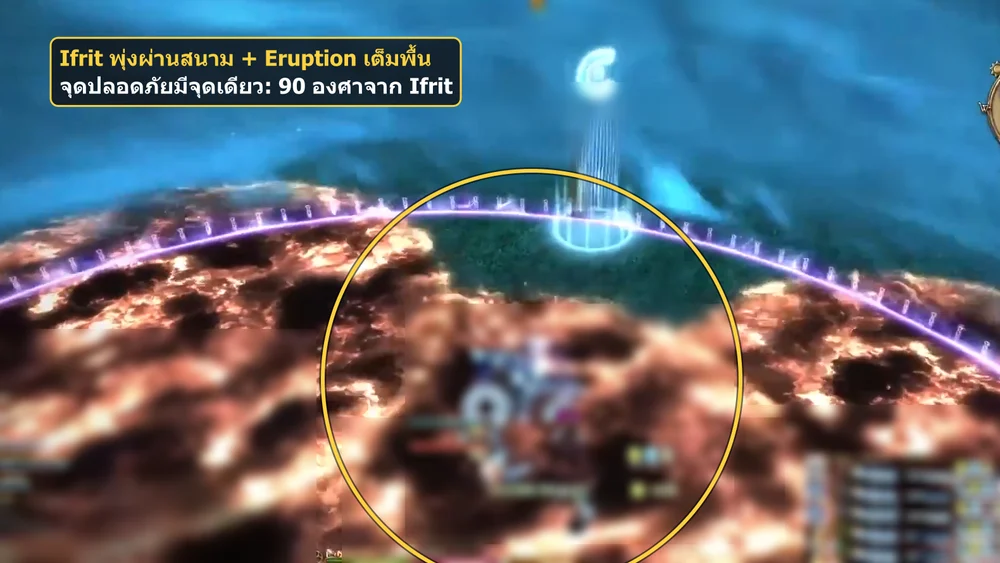 Ifrit พุ่งผ่านสนาม + Eruption เต็มพื้น
จุดปลอดภัยมีจุดเดียว: 90 องศาจาก Ifrit